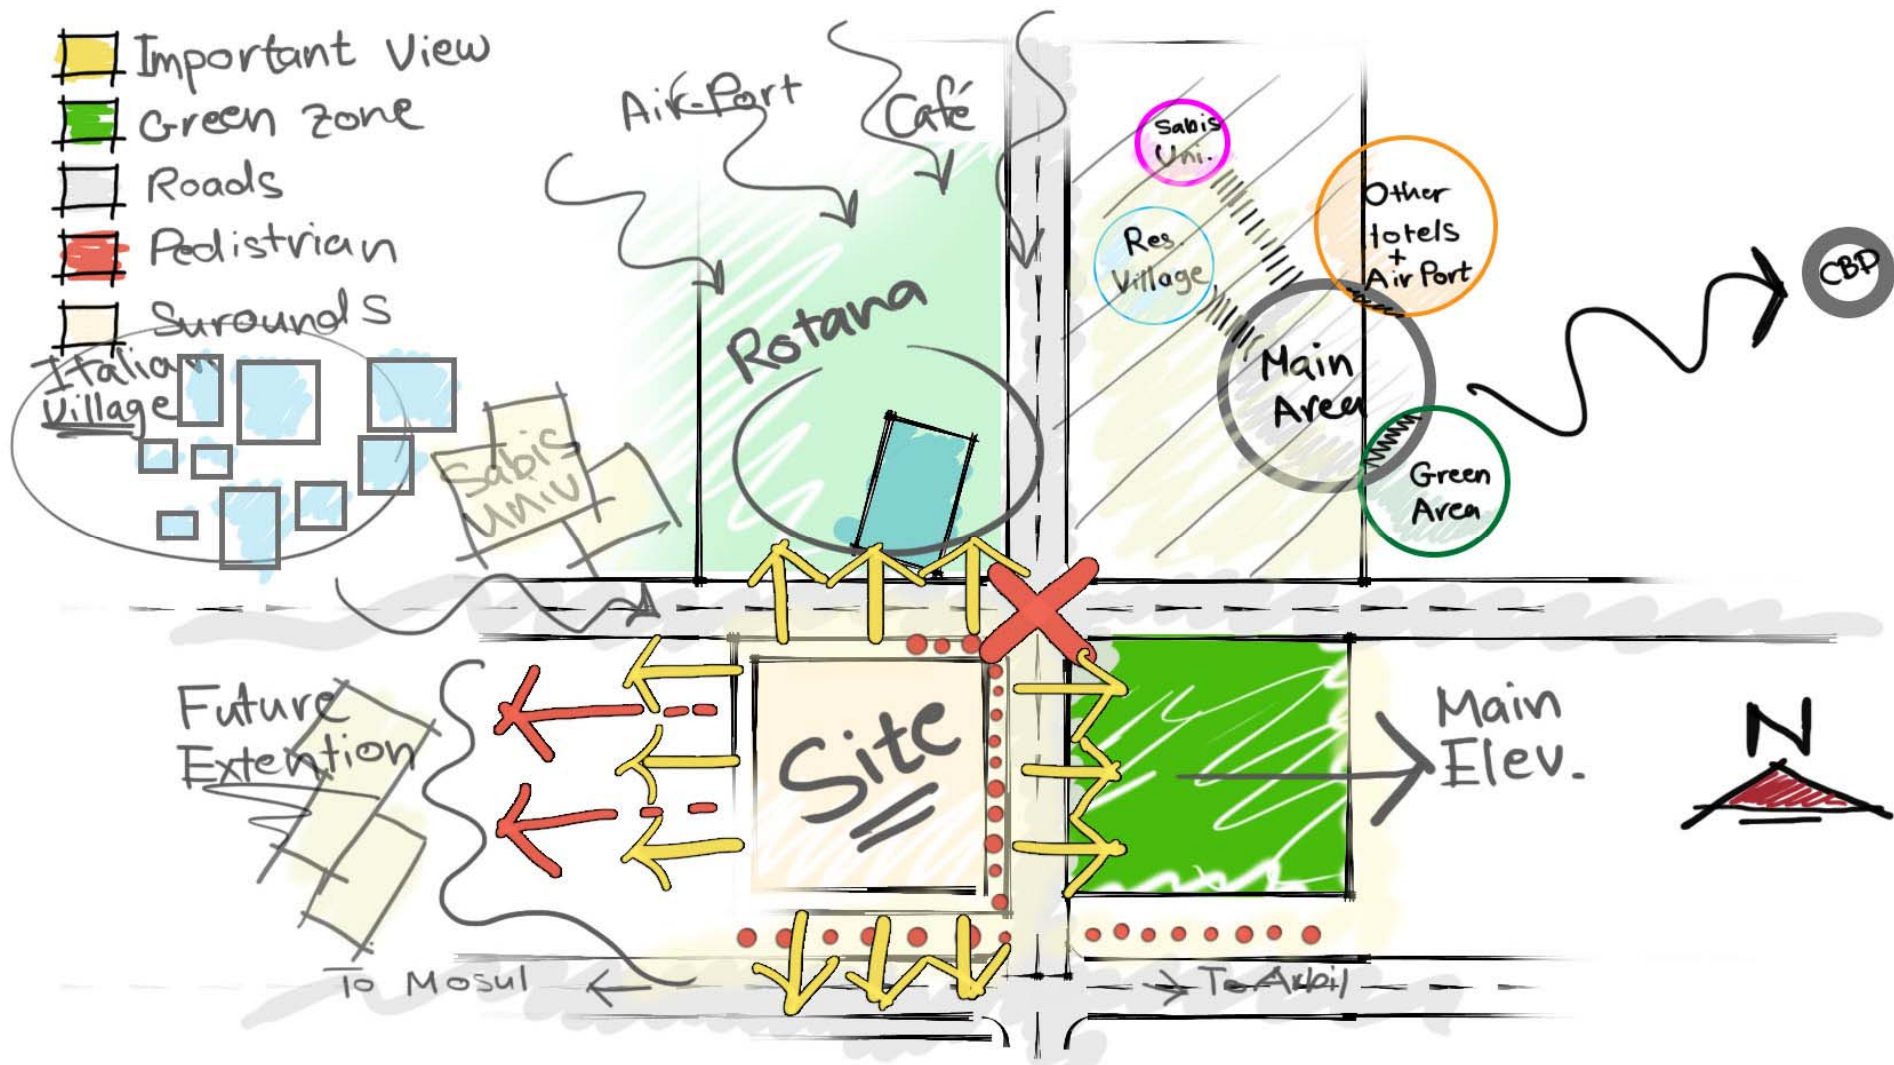 Important View
Green zone
Roads
Pedistrian
Surounds
Italian
Village
Sabis
Univ
Air-Port
Café
Rotana
Sabis
Uni.
Res.
Village
Other
Hotels
+
Air Port
Main
Area
Green
Area
CBD
Future
Extention
Site
Main
Elev.
N
To Mosul
To Arbil